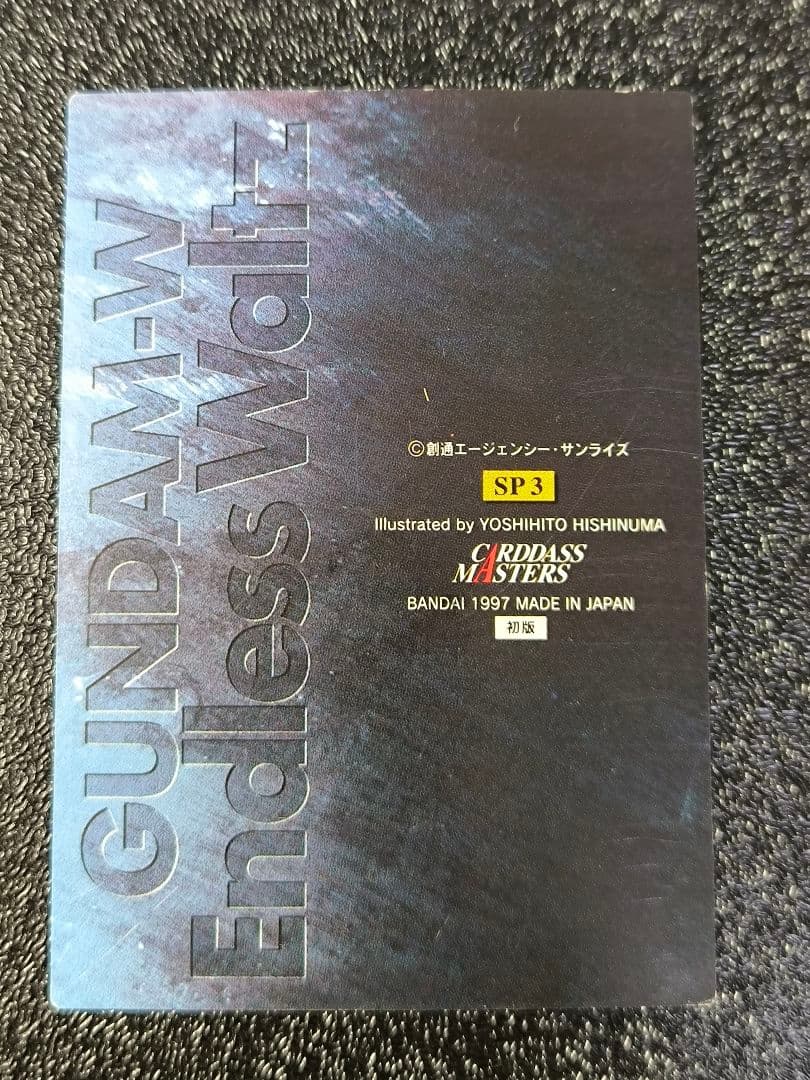 GUNDAM-W
Endless Waltz
©創通エージェンシー・サンライズ
SP 3
Illustrated by YOSHIHITO HISHINUMA
CARDDASS
MASTERS
BANDAI 1997 MADE IN JAPAN
初版